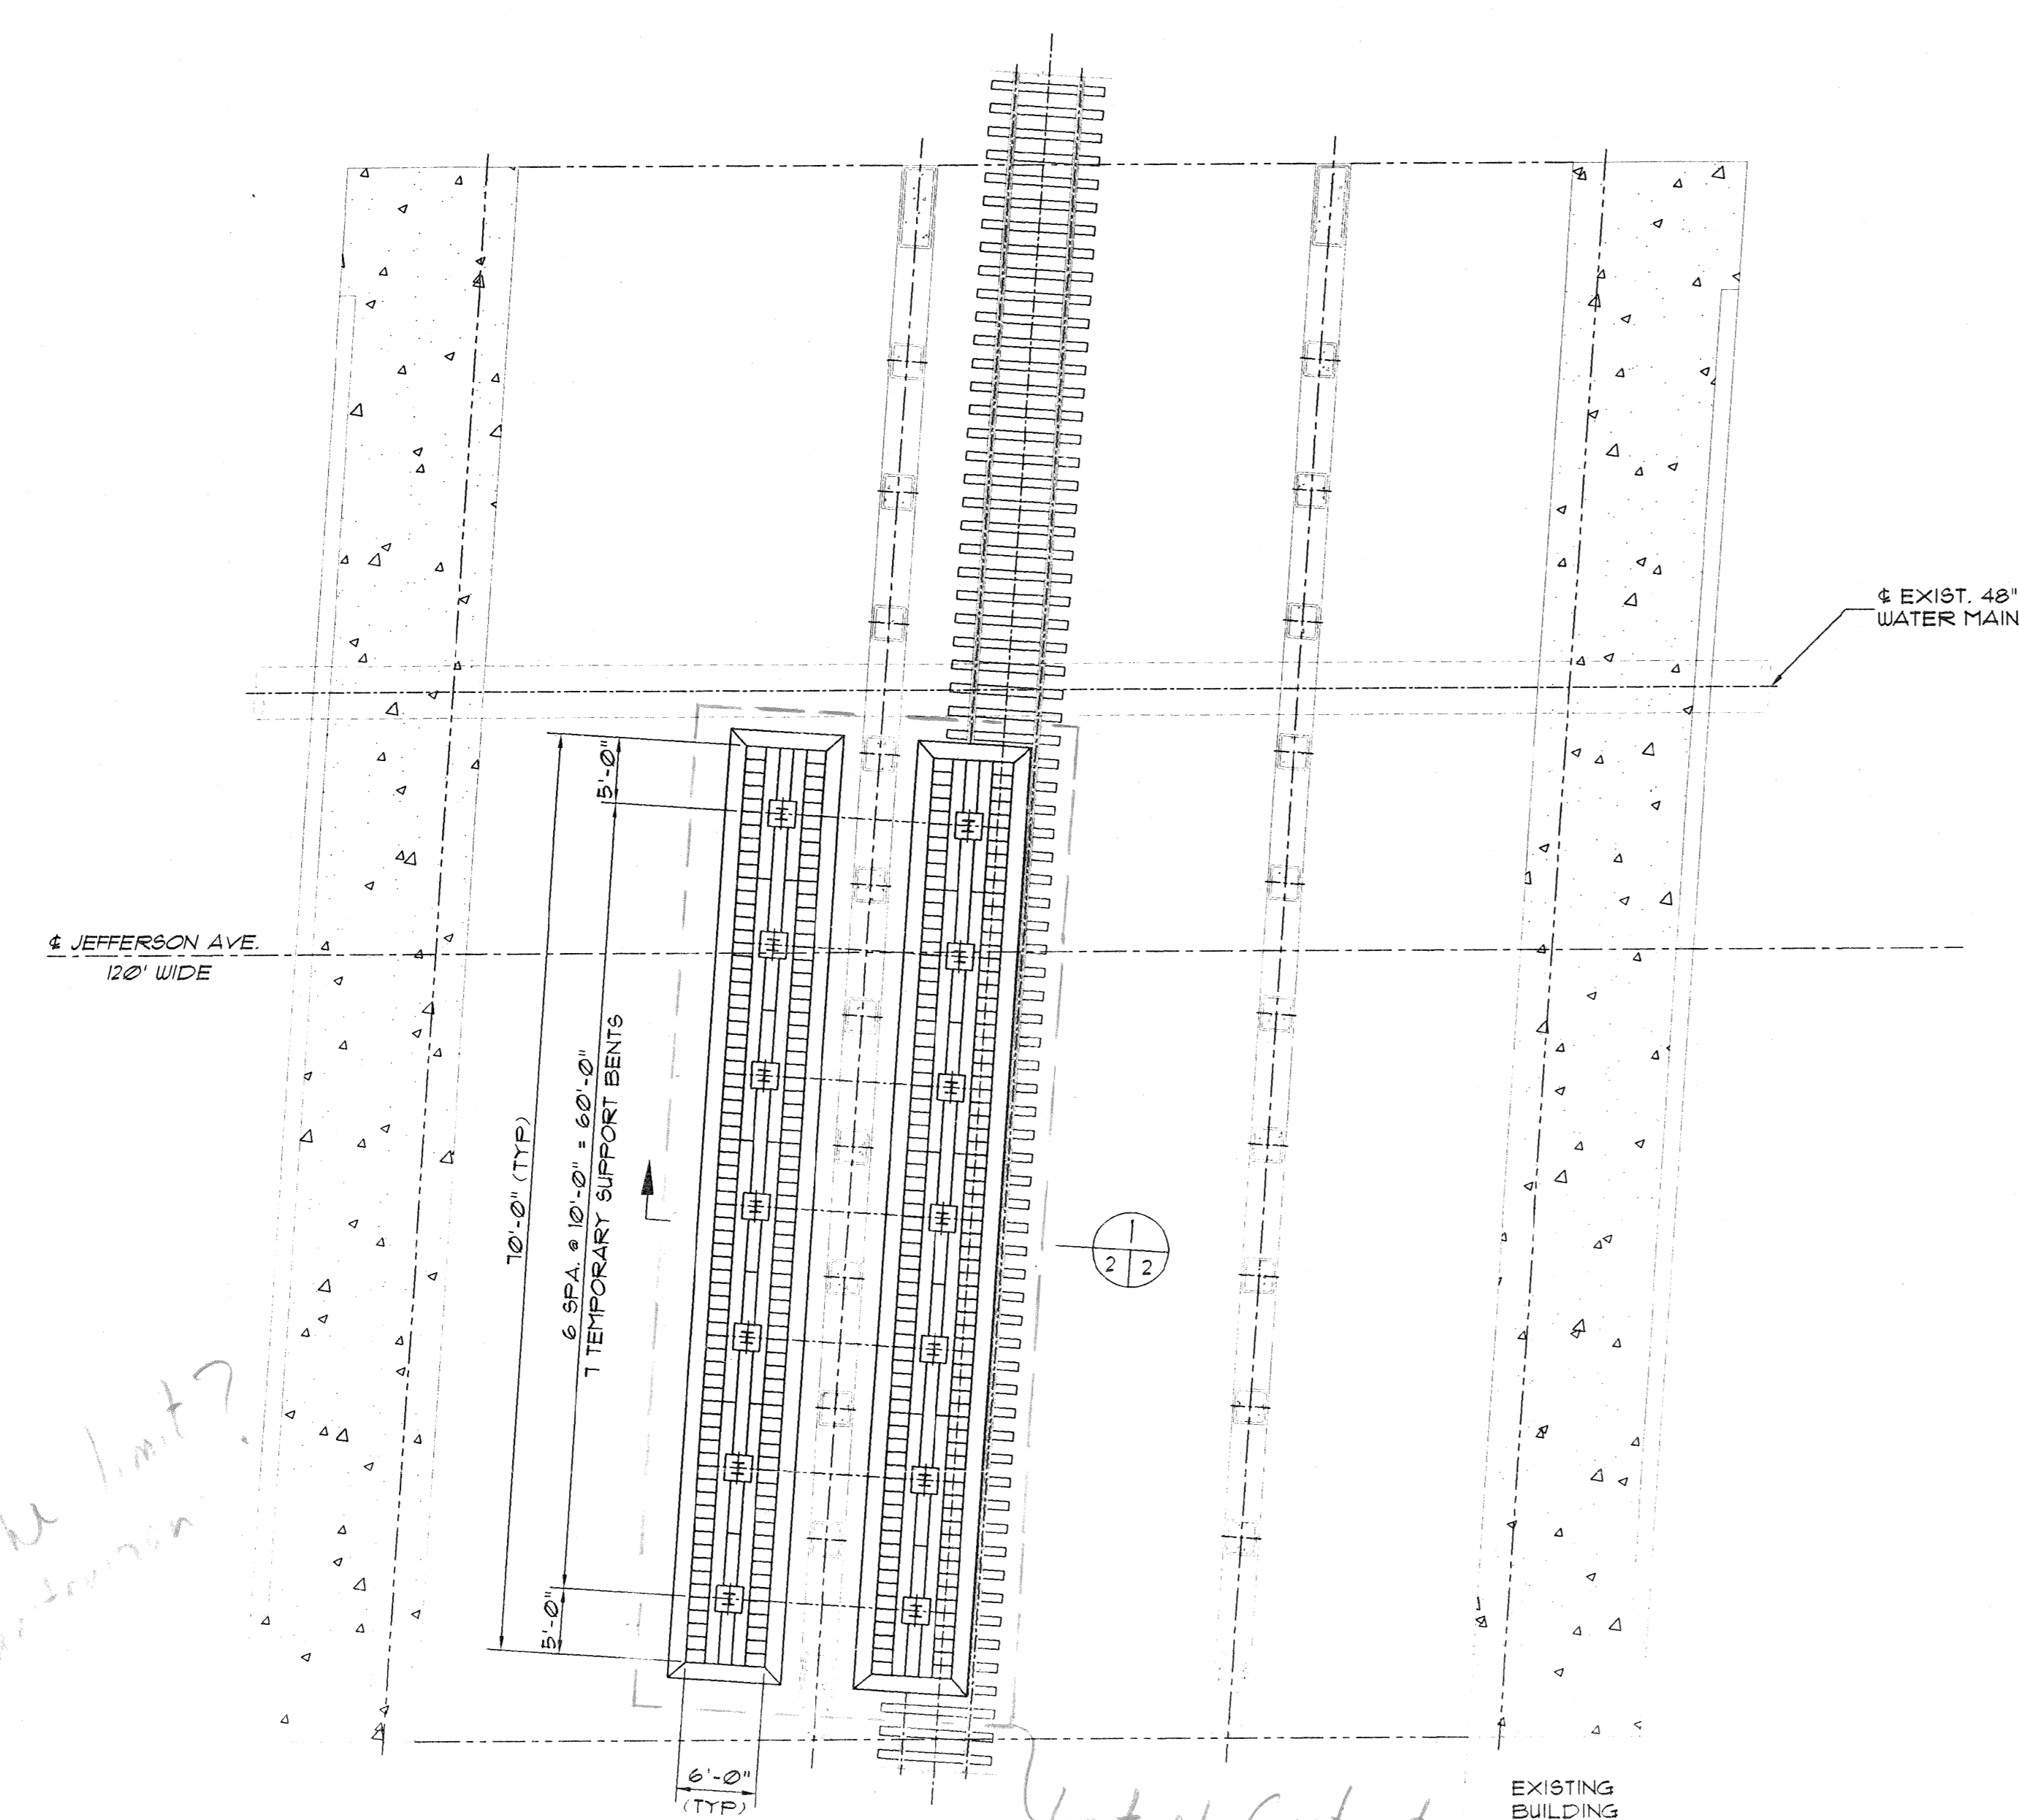 ℄ EXIST. 48"
WATER MAIN
5'-0"
℄ JEFFERSON AVE.
120' WIDE
70'-0" (TYP)
6 SPA. @ 10'-0" = 60'-0"
7 TEMPORARY SUPPORT BENTS
1
2 2
limit?
5'-0"
6'-0"
(TYP)
EXISTING
BUILDING